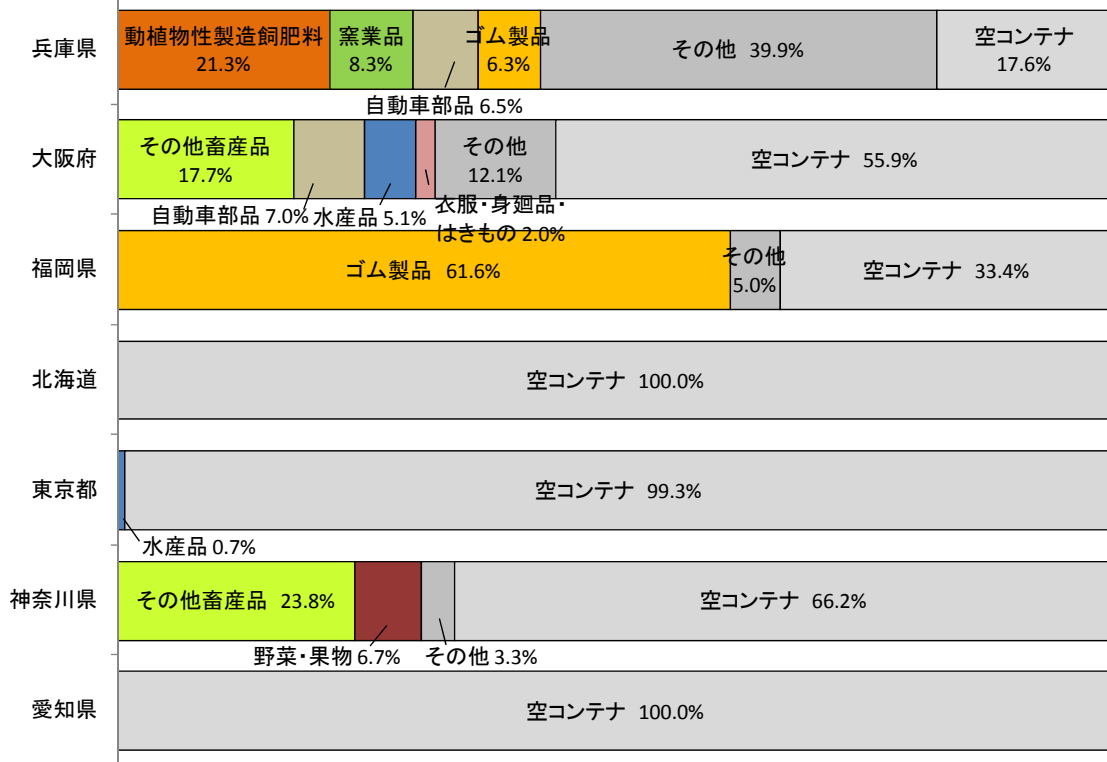 兵庫県
動植物性製造飼肥料
21.3%
窯業品
8.3%
ゴム製品
6.3%
その他 39.9%
空コンテナ
17.6%
自動車部品 6.5%
大阪府
その他畜産品
17.7%
その他
12.1%
空コンテナ 55.9%
自動車部品 7.0%
水産品 5.1%
衣服・身廻品・
はきもの 2.0%
福岡県
ゴム製品 61.6%
その他
5.0%
空コンテナ 33.4%
北海道
空コンテナ 100.0%
東京都
空コンテナ 99.3%
水産品 0.7%
神奈川県
その他畜産品 23.8%
空コンテナ 66.2%
野菜・果物 6.7%
その他 3.3%
愛知県
空コンテナ 100.0%